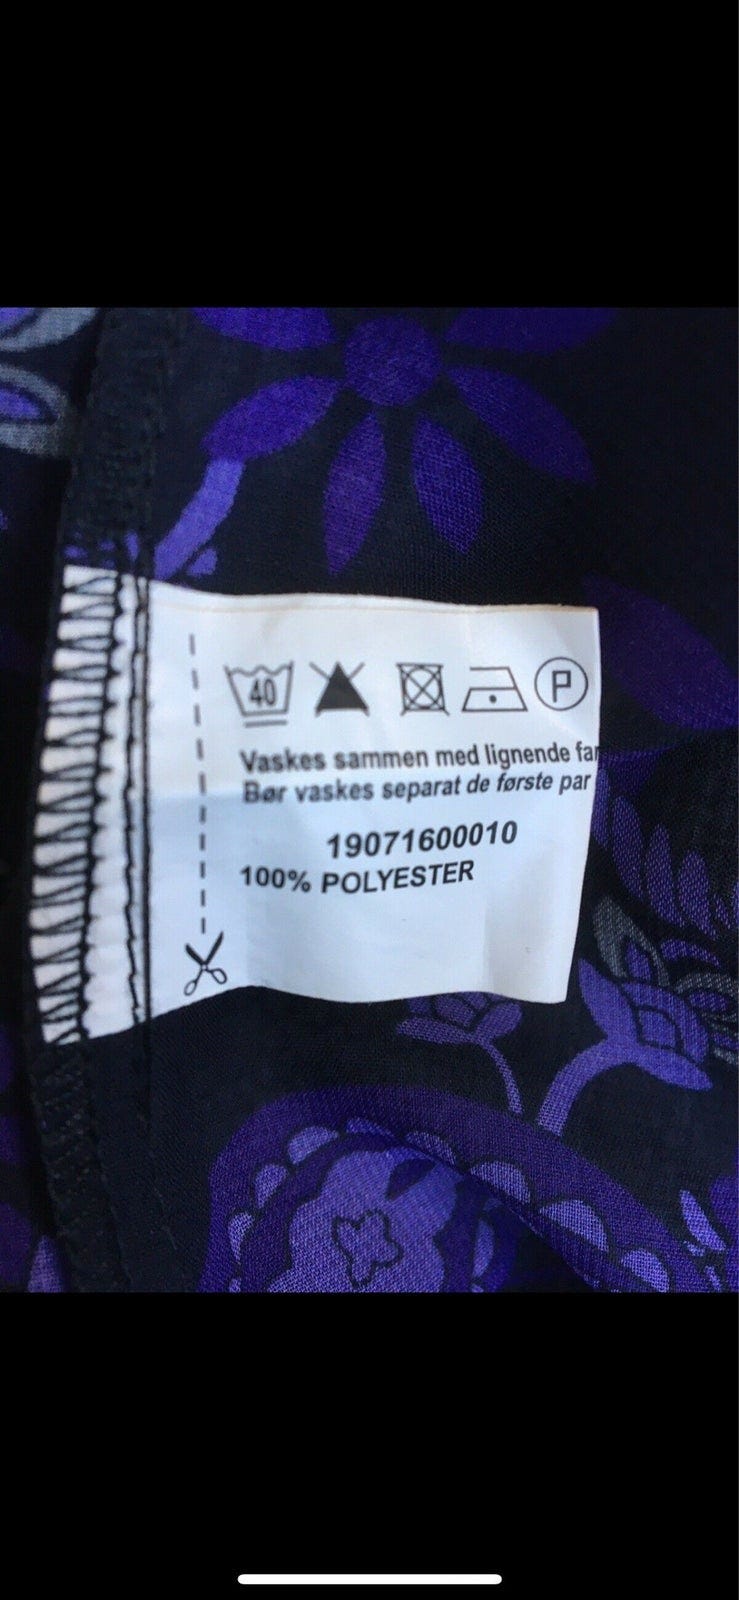 40 P
Vaskes sammen med lignende far
Bør vaskes separat de første par
19071600010
100% POLYESTER